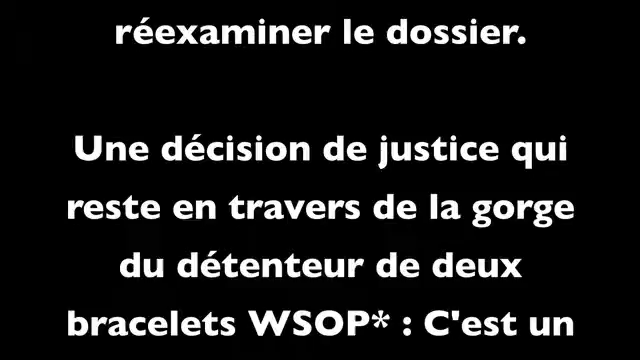 réexaminer le dossier.
Une décision de justice qui
reste en travers de la gorge
du détenteur de deux
bracelets WSOP* : C'est un